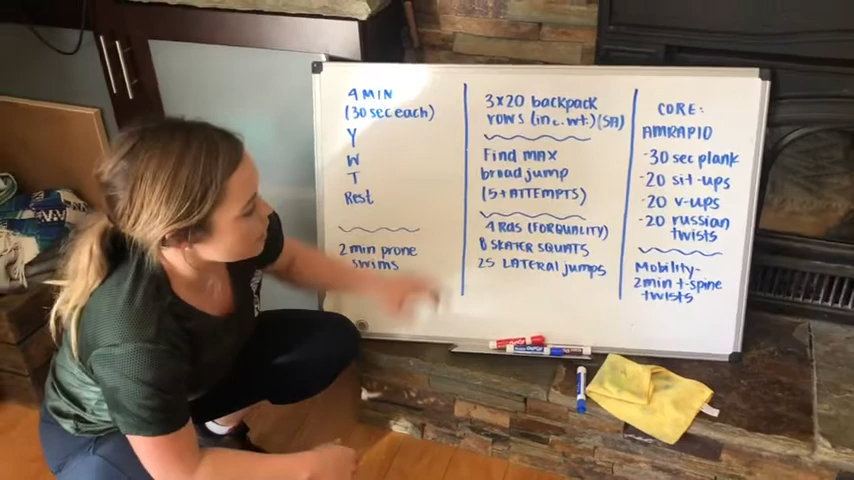 4 MIN
(30 sec each)
Y
W
T
Rest
2 min prone
swims
3x20 BACKPACK
ROWS (inc. wt.) (SA)
Find MAX
broad jump
(5+ ATTEMPTS)
4 Rds (FOR QUALITY)
8 SKATER SQUATS
25 LATERAL jUMPS
CORE:
AMRAP10
-30 sec plank
-20 sit-ups
-20 v-ups
-20 russian
twists
Mobility-
2 min t-spine
twists
EXPO